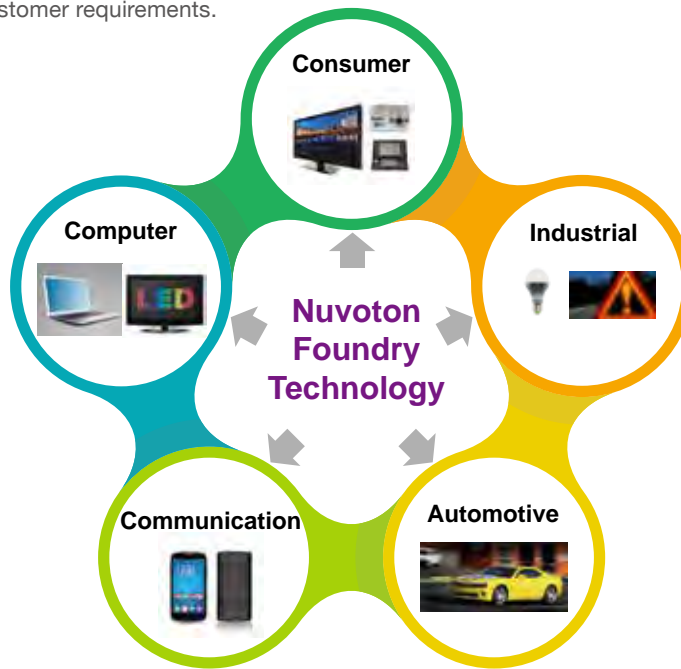 stomer requirements.
Consumer
Computer
LED
Industrial
Nuvoton
Foundry
Technology
Communication
Automotive